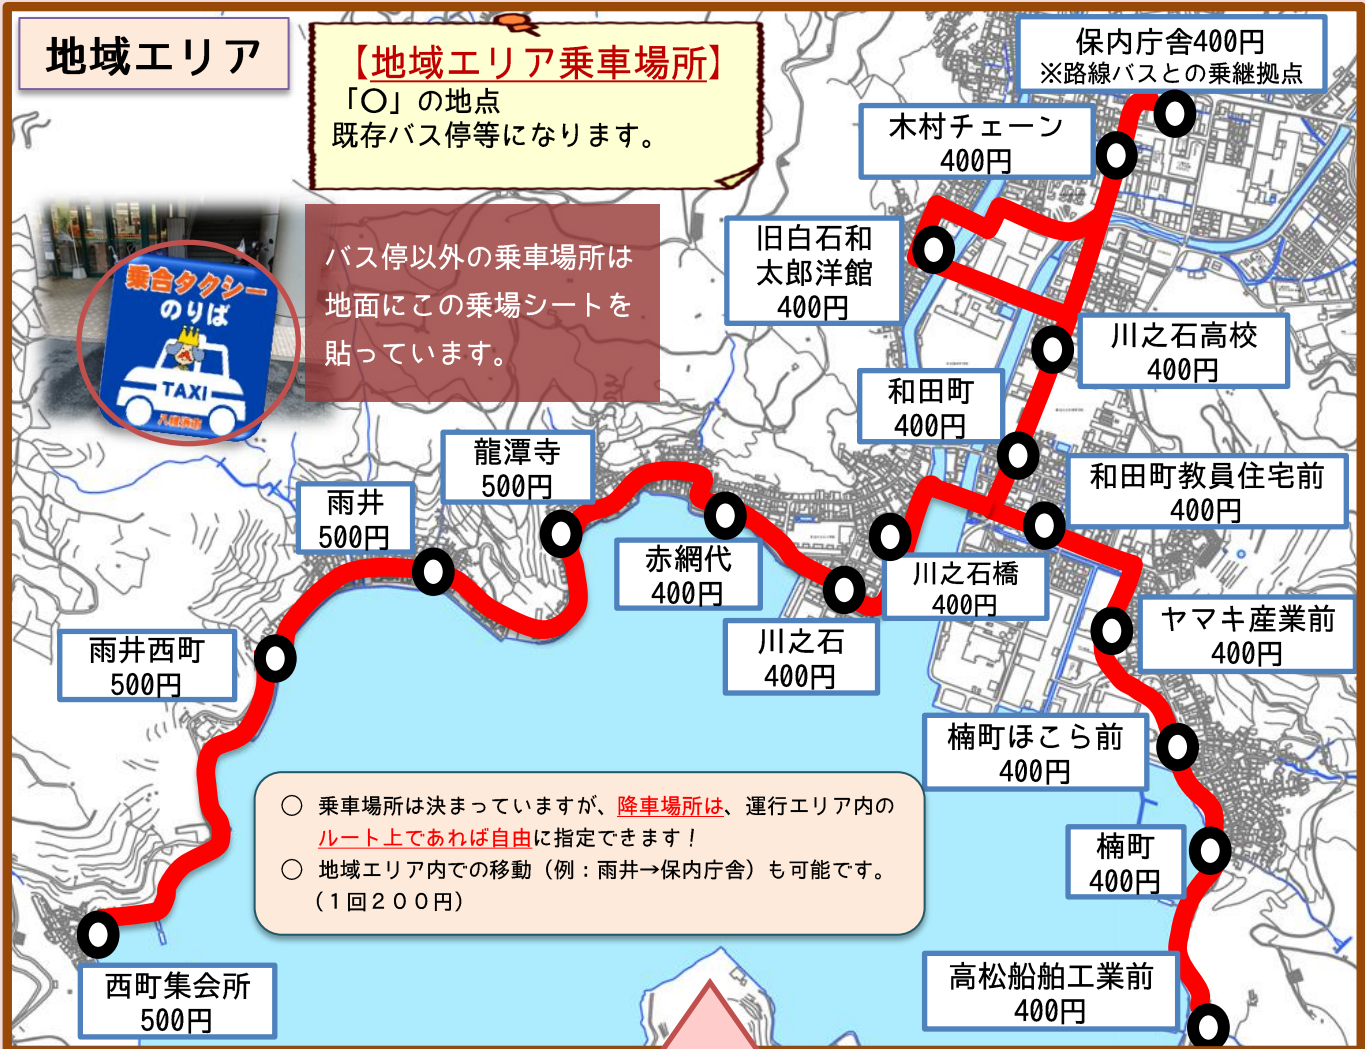 地域エリア
【地域エリア乗車場所】
「〇」の地点
既存バス停等になります。
保内庁舎400円
※路線バスとの乗継拠点
木村チェーン
400円
旧白石和
太郎洋館
400円
バス停以外の乗車場所は
地面にこの乗場シートを
貼っています。
乗合タクシー
のりば
TAXI
八幡浜市
川之石高校
400円
和田町
400円
龍潭寺
500円
和田町教員住宅前
400円
雨井
500円
赤網代
400円
川之石橋
400円
川之石
400円
ヤマキ産業前
400円
雨井西町
500円
楠町ほこら前
400円
〇 乗車場所は決まっていますが、降車場所は、運行エリア内の
ルート上であれば自由に指定できます！
〇 地域エリア内での移動（例：雨井→保内庁舎）も可能です。
（１回２００円）
楠町
400円
西町集会所
500円
高松船舶工業前
400円